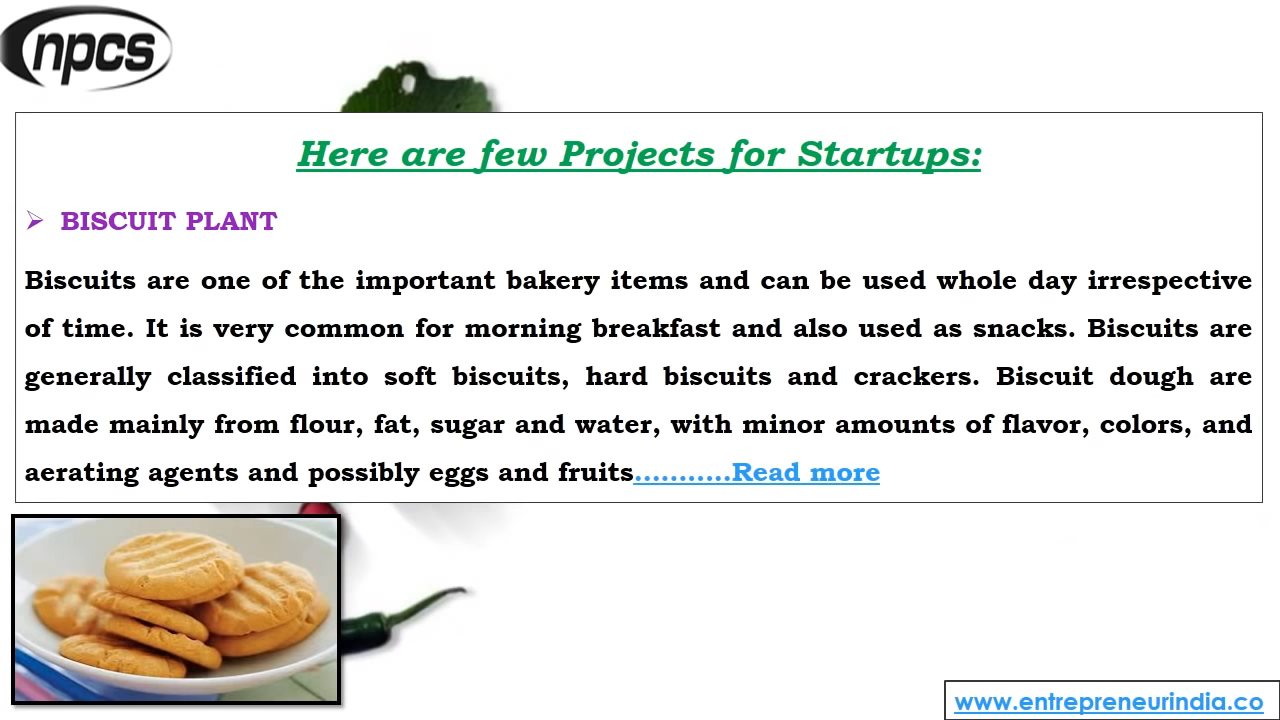 npcs
Here are few Projects for Startups:
➢ BISCUIT PLANT
Biscuits are one of the important bakery items and can be used whole day irrespective
of time. It is very common for morning breakfast and also used as snacks. Biscuits are
generally classified into soft biscuits, hard biscuits and crackers. Biscuit dough are
made mainly from flour, fat, sugar and water, with minor amounts of flavor, colors, and
aerating agents and possibly eggs and fruits...........Read more
www.entrepreneurindia.co